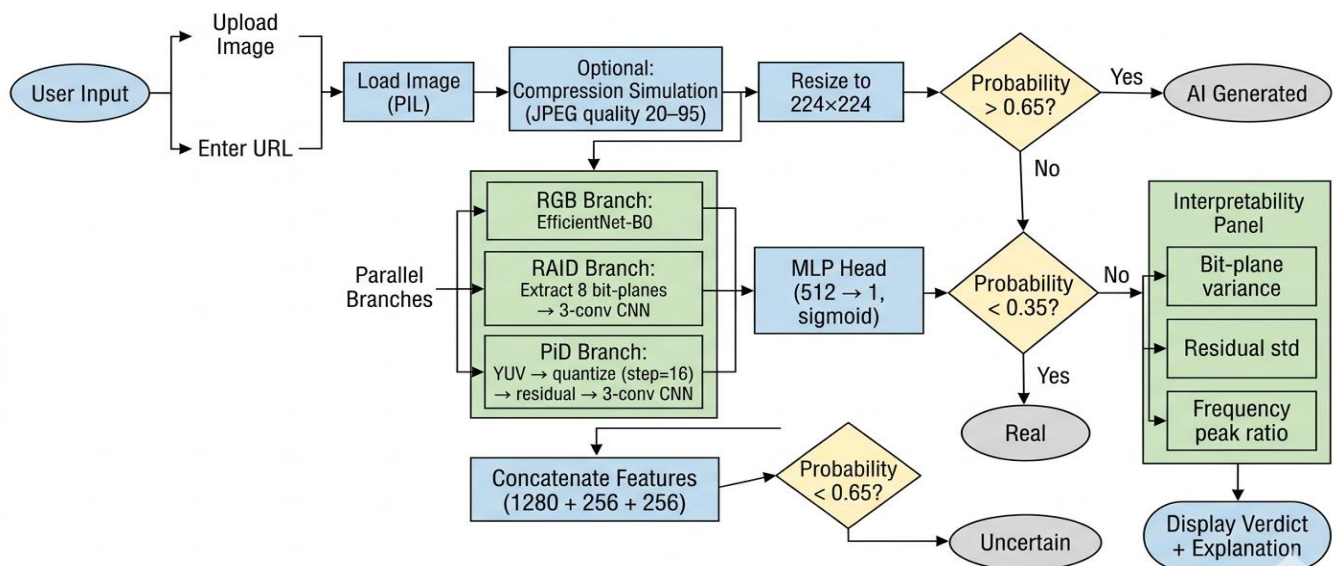 User Input
Upload
Image
Enter URL
Load Image
(PIL)
Optional:
Compression Simulation
(JPEG quality 20–95)
Resize to
224×224
Probability
> 0.65?
Yes
AI Generated
No
Parallel
Branches
RGB Branch:
EfficientNet-B0
RAID Branch:
Extract 8 bit-planes
→ 3-conv CNN
PiD Branch:
YUV → quantize (step=16)
→ residual → 3-conv CNN
MLP Head
(512 → 1,
sigmoid)
Probability
< 0.35?
No
Yes
Real
Interpretability
Panel
Bit-plane
variance
Residual std
Frequency
peak ratio
Concatenate Features
(1280 + 256 + 256)
Probability
< 0.65?
Uncertain
Display Verdict
+ Explanation